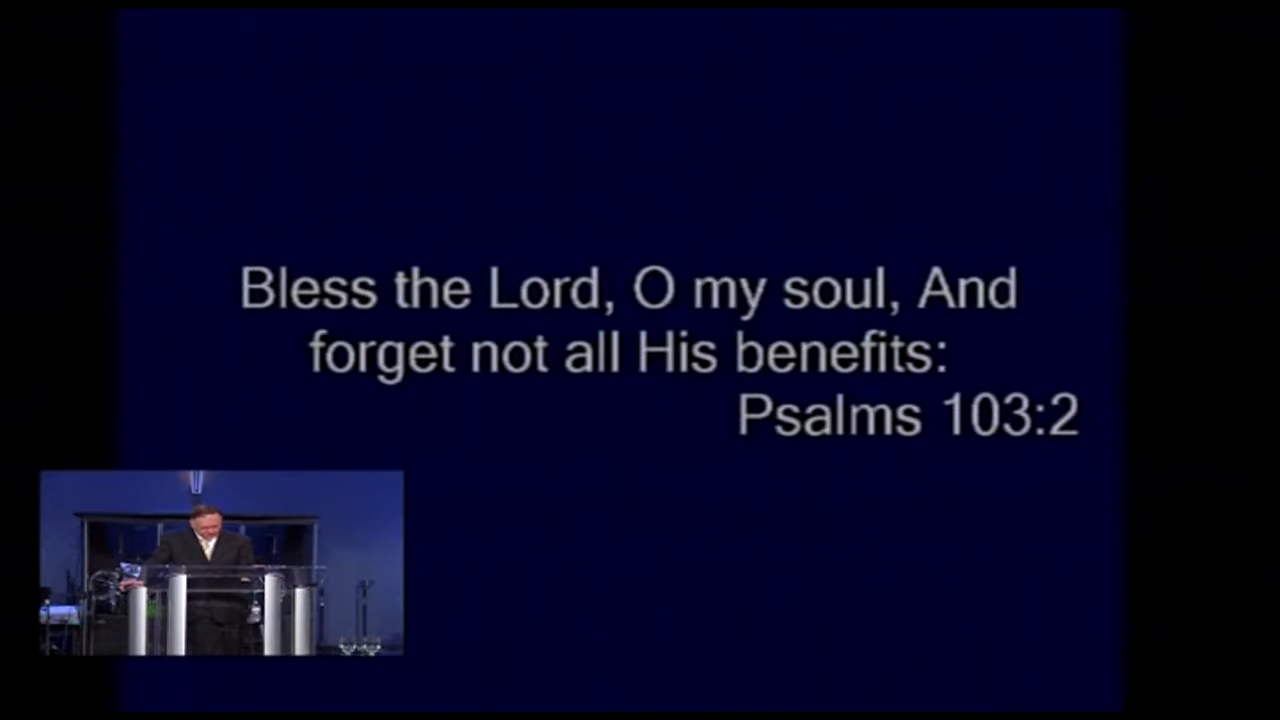 Bless the Lord, O my soul, And
forget not all His benefits:
Psalms 103:2